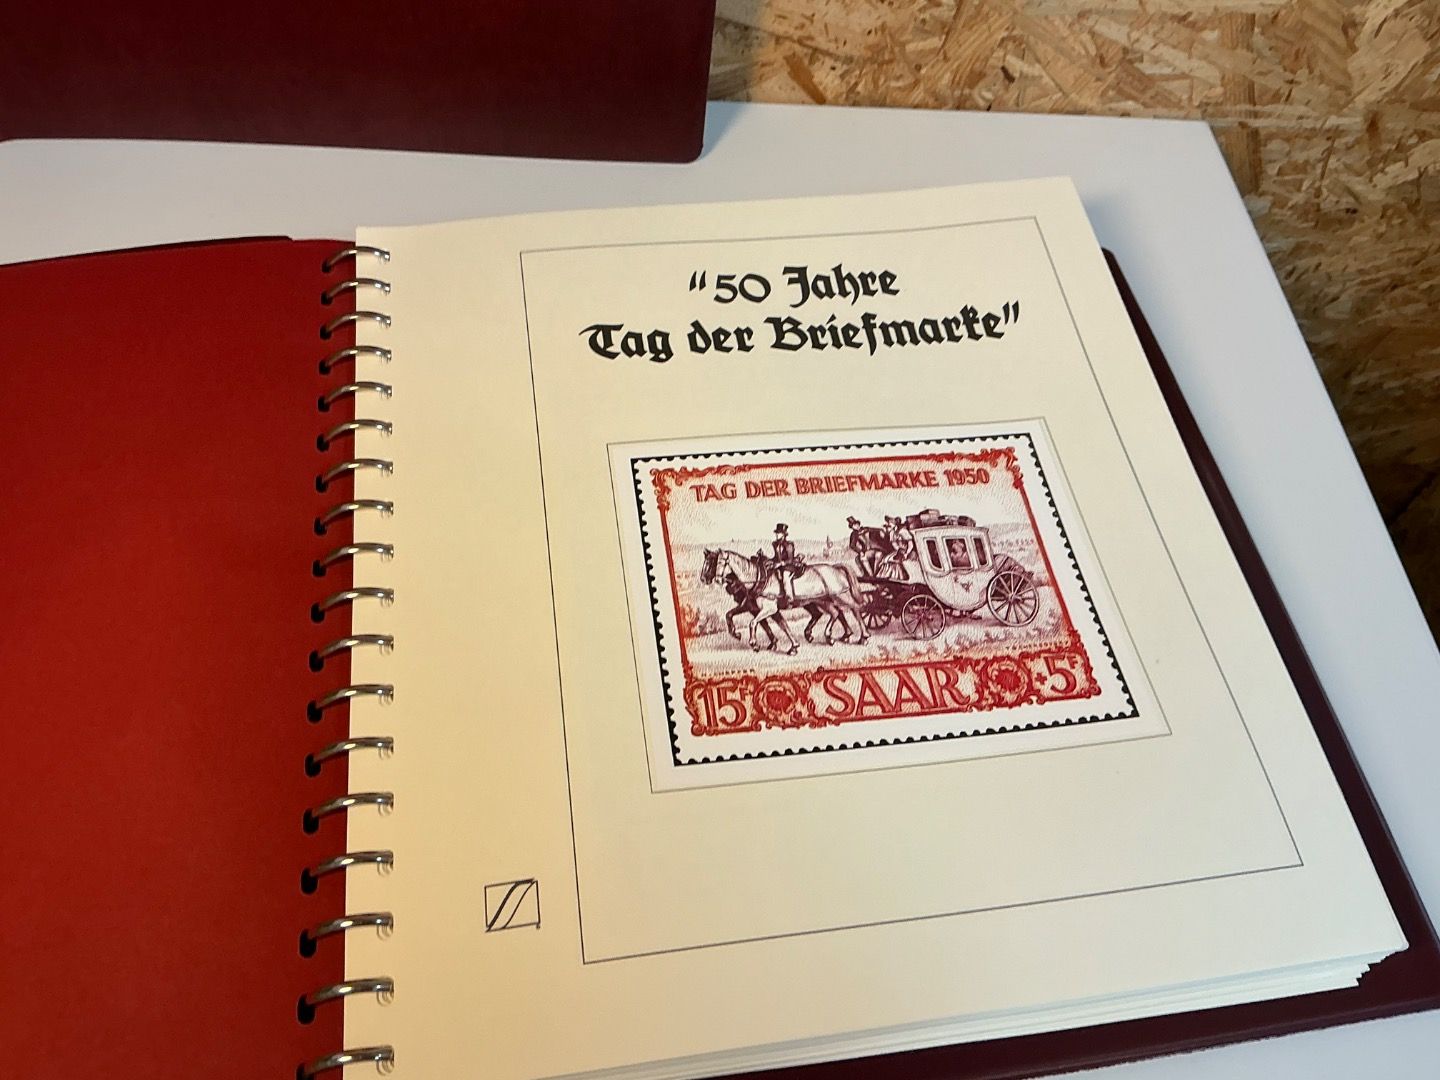 "50 Jahre
Tag der Briefmarke"
TAG DER BRIEFMARKE 1950
15F SAAR +5F